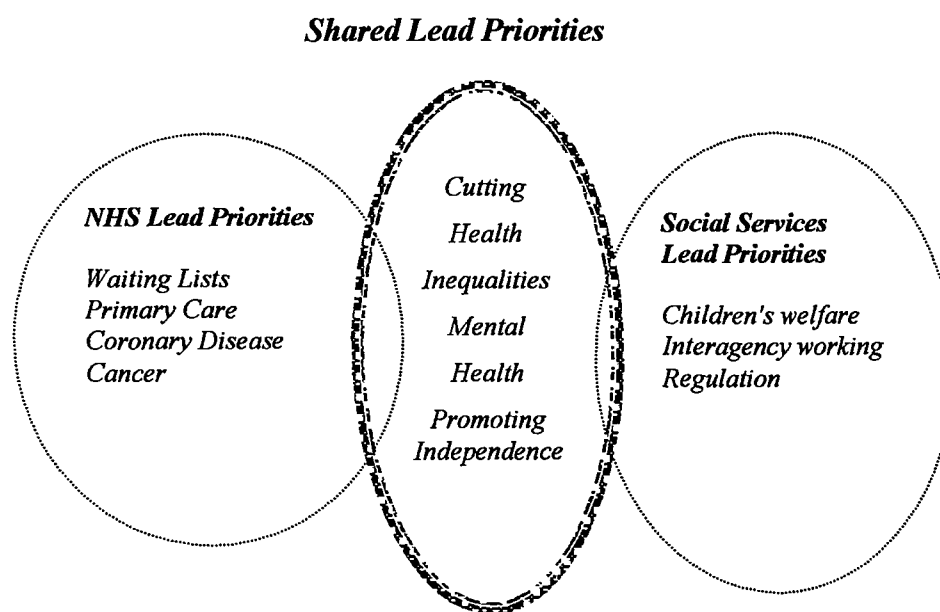 Shared Lead Priorities
NHS Lead Priorities
Waiting Lists
Primary Care
Coronary Disease
Cancer
Cutting
Health
Inequalities
Mental
Health
Promoting
Independence
Social Services
Lead Priorities
Children's welfare
Interagency working
Regulation